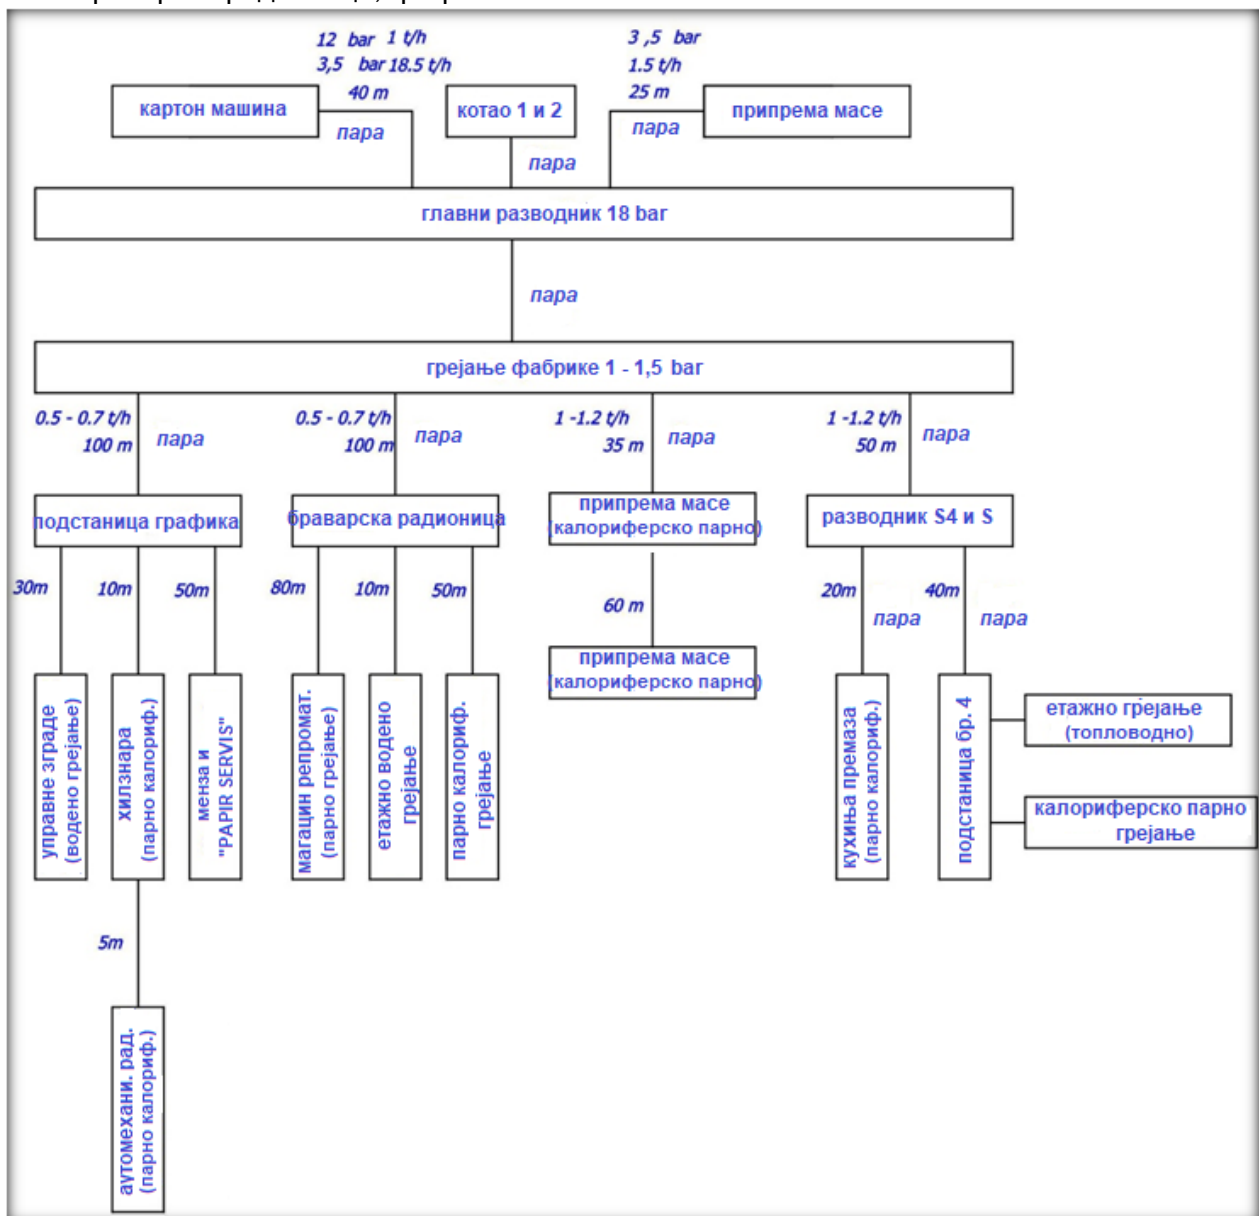 12 bar 1 t/h
3,5 bar 18.5 t/h
40 m
3 ,5 bar
1.5 t/h
25 m
картон машина
котао 1 и 2
припрема масе
пара
пара
пара
главни разводник 18 bar
пара
грејање фабрике 1 - 1,5 bar
0.5 - 0.7 t/h
100 m
пара
0.5 - 0.7 t/h
100 m
пара
1 -1.2 t/h
35 m
пара
1 -1.2 t/h
50 m
пара
подстаница графика
браварска радионица
припрема масе
(калориферско парно)
разводник S4 и S
30m
10m
50m
80m
10m
50m
60 m
20m
пара
40m
пара
припрема масе
(калориферско парно)
управне зграде
(водено грејање)
хилзнара
(парно калориф.)
менза и
"PAPIR SERVIS"
магацин репромат.
(парно грејање)
етажно водено
грејање
парно калориф.
грејање
кухиња премаза
(парно калориф.)
подстаница бр. 4
етажно грејање
(топловодно)
калориферско парно
грејање
5m
аутомехани. рад.
(парно калориф.)